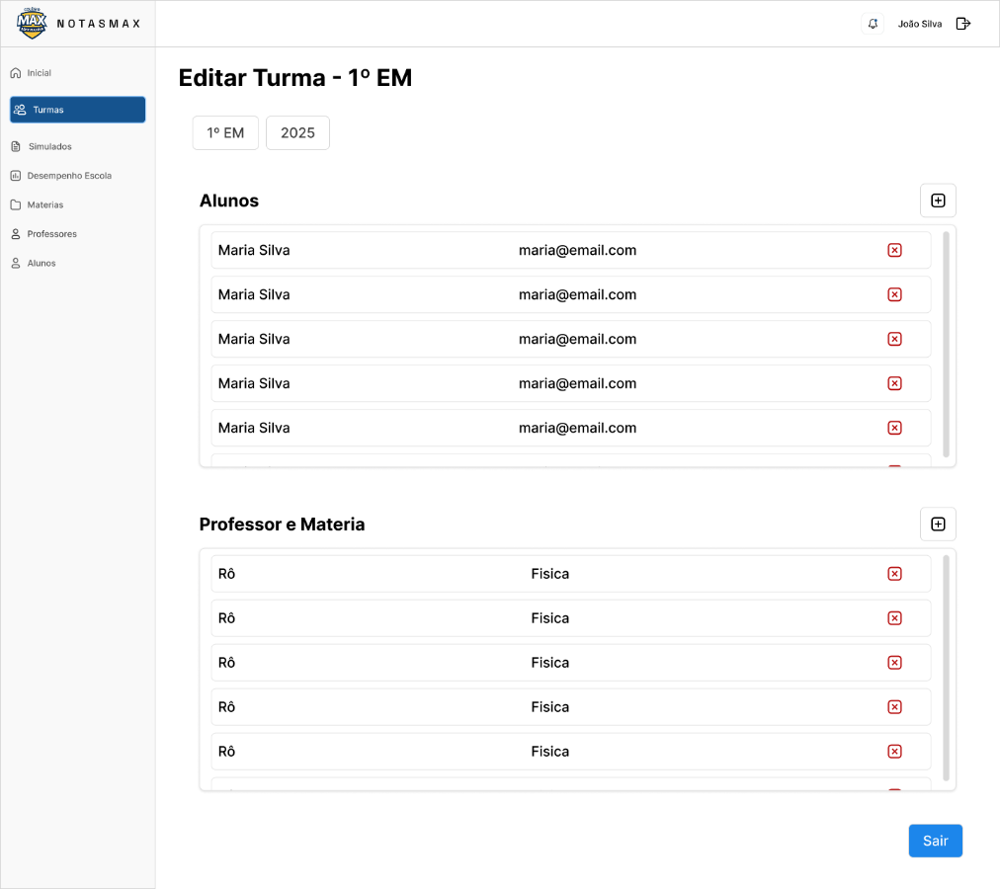 COLÉGIO
MAX
NOTASMAX
João Silva
Inicial
Turmas
Simulados
Desempenho Escola
Materias
Professores
Alunos
Editar Turma - 1º EM
1º EM 2025
Alunos
Maria Silva maria@email.com
Maria Silva maria@email.com
Maria Silva maria@email.com
Maria Silva maria@email.com
Maria Silva maria@email.com
Professor e Materia
Rô Fisica
Rô Fisica
Rô Fisica
Rô Fisica
Rô Fisica
Sair